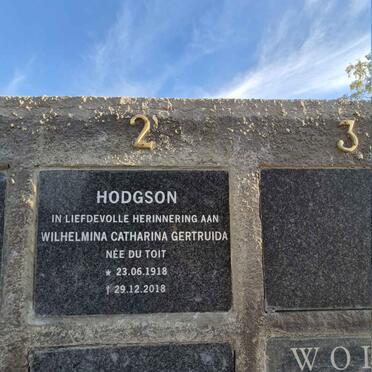 2 3
HODGSON
IN LIEFDEVOLLE HERINNERING AAN
WILHELMINA CATHARINA GERTRUIDA
NÉE DU TOIT
* 23.06.1918
† 29.12.2018